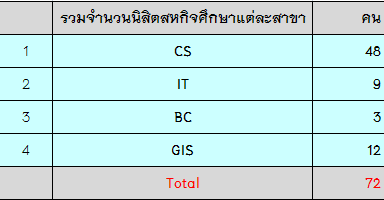 รวมจำนวนนิสิตสหกิจศึกษาแต่ละสาขา คน
1 CS 48
2 IT 9
3 BC 3
4 GIS 12
Total 72